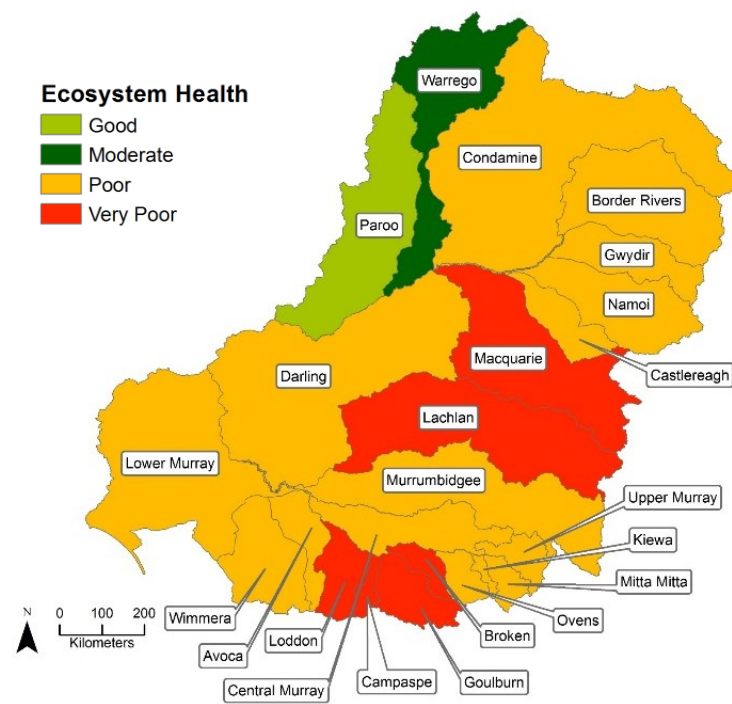 Ecosystem Health
Good
Moderate
Poor
Very Poor
Warrego
Condamine
Border Rivers
Paroo
Gwydir
Namoi
Castlereagh
Macquarie
Darling
Lachlan
Lower Murray
Murrumbidgee
Upper Murray
Kiewa
Mitta Mitta
Ovens
Broken
Goulburn
Campaspe
Central Murray
Loddon
Avoca
Wimmera
N
0 100 200
Kilometers